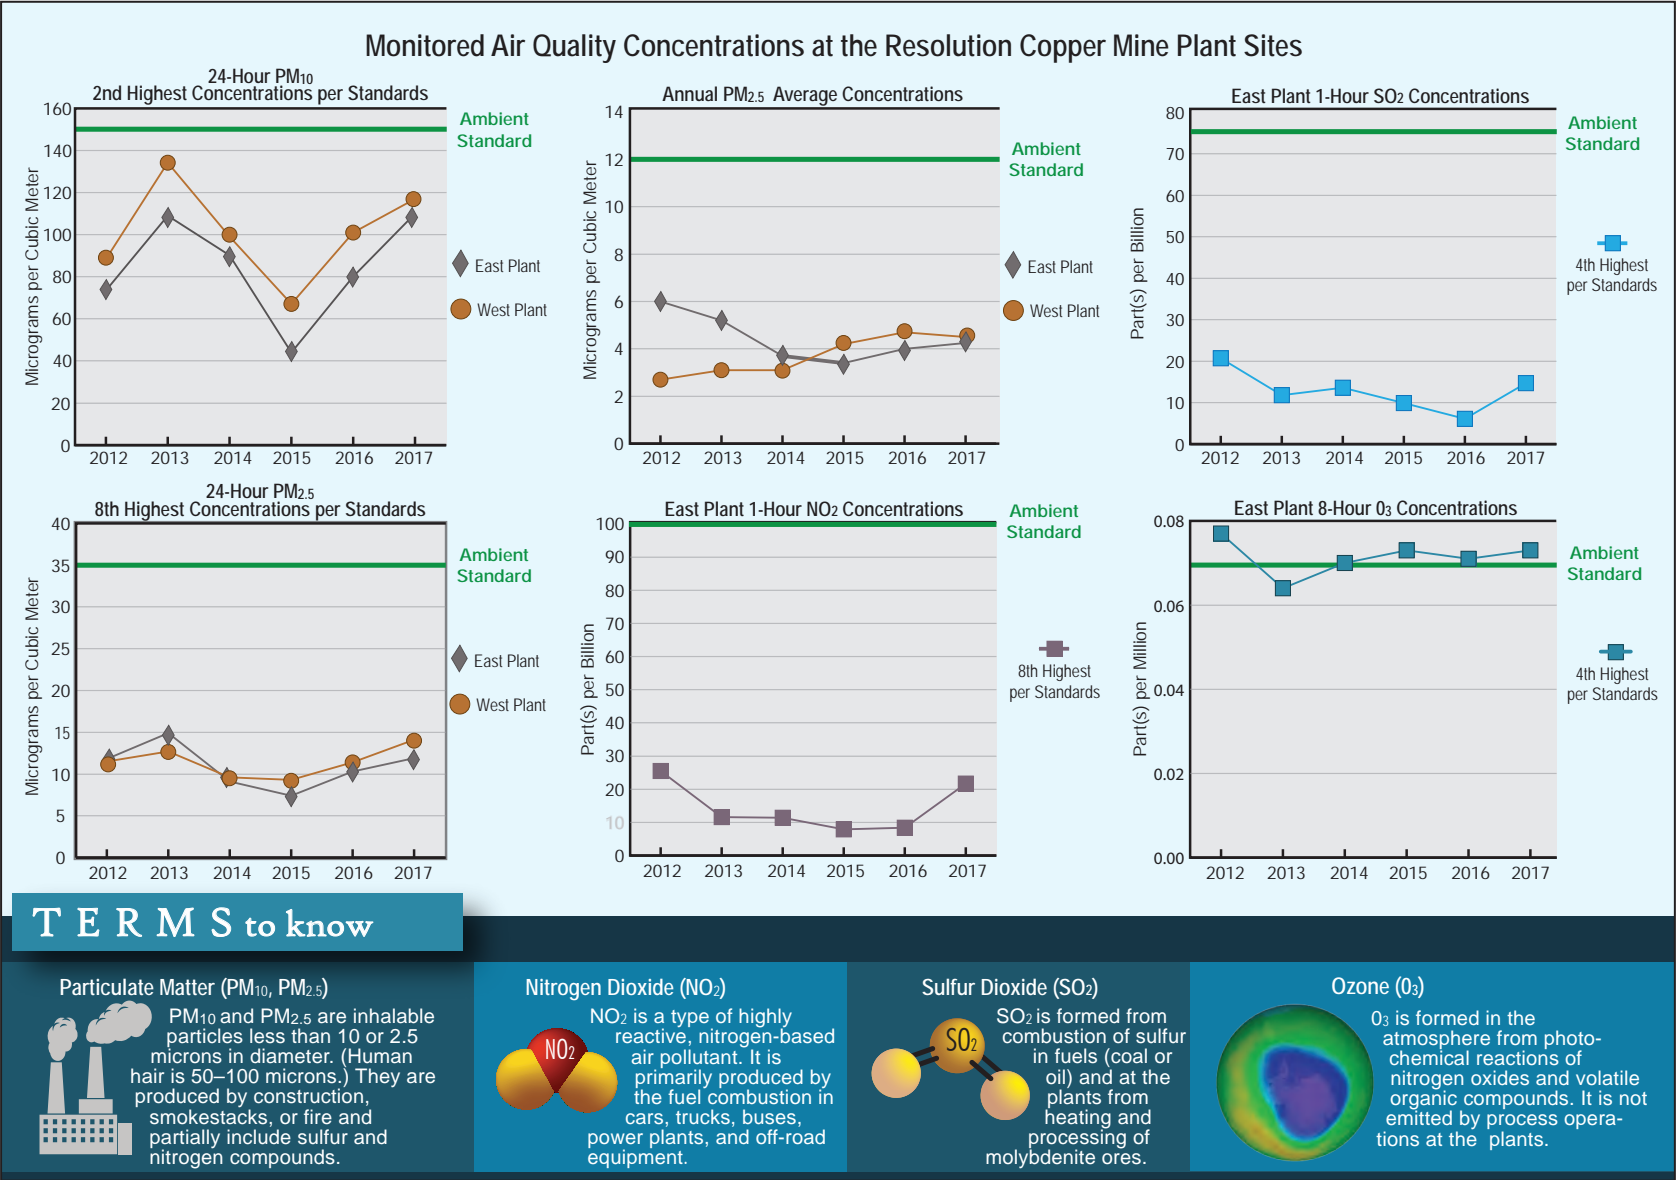 Monitored Air Quality Concentrations at the Resolution Copper Mine Plant Sites
24-Hour PM10
2nd Highest Concentrations per Standards
160
140
120
100
80
60
40
20
0
Micrograms per Cubic Meter
2012 2013 2014 2015 2016 2017
Ambient
Standard
East Plant
West Plant
Annual PM2.5 Average Concentrations
14
12
10
8
6
4
2
0
Micrograms per Cubic Meter
2012 2013 2014 2015 2016 2017
Ambient
Standard
East Plant
West Plant
East Plant 1-Hour SO2 Concentrations
80
70
60
50
40
30
20
10
0
Part(s) per Billion
2012 2013 2014 2015 2016 2017
Ambient
Standard
4th Highest
per Standards
24-Hour PM2.5
8th Highest Concentrations per Standards
40
35
30
25
20
15
10
5
0
Micrograms per Cubic Meter
2012 2013 2014 2015 2016 2017
Ambient
Standard
East Plant
West Plant
East Plant 1-Hour NO2 Concentrations
100
90
80
70
60
50
40
30
20
10
0
Part(s) per Billion
2012 2013 2014 2015 2016 2017
Ambient
Standard
8th Highest
per Standards
East Plant 8-Hour 03 Concentrations
0.08
0.06
0.04
0.02
0.00
Part(s) per Million
2012 2013 2014 2015 2016 2017
Ambient
Standard
4th Highest
per Standards
TERMS to know
Particulate Matter (PM10, PM2.5)
PM10 and PM2.5 are inhalable
particles less than 10 or 2.5
microns in diameter. (Human
hair is 50–100 microns.) They are
produced by construction,
smokestacks, or fire and
partially include sulfur and
nitrogen compounds.
Nitrogen Dioxide (NO2)
NO2
NO2 is a type of highly
reactive, nitrogen-based
air pollutant. It is
primarily produced by
the fuel combustion in
cars, trucks, buses,
power plants, and off-road
equipment.
Sulfur Dioxide (SO2)
SO2
SO2 is formed from
combustion of sulfur
in fuels (coal or
oil) and at the
plants from
heating and
processing of
molybdenite ores.
Ozone (03)
03 is formed in the
atmosphere from photo-
chemical reactions of
nitrogen oxides and volatile
organic compounds. It is not
emitted by process opera-
tions at the plants.